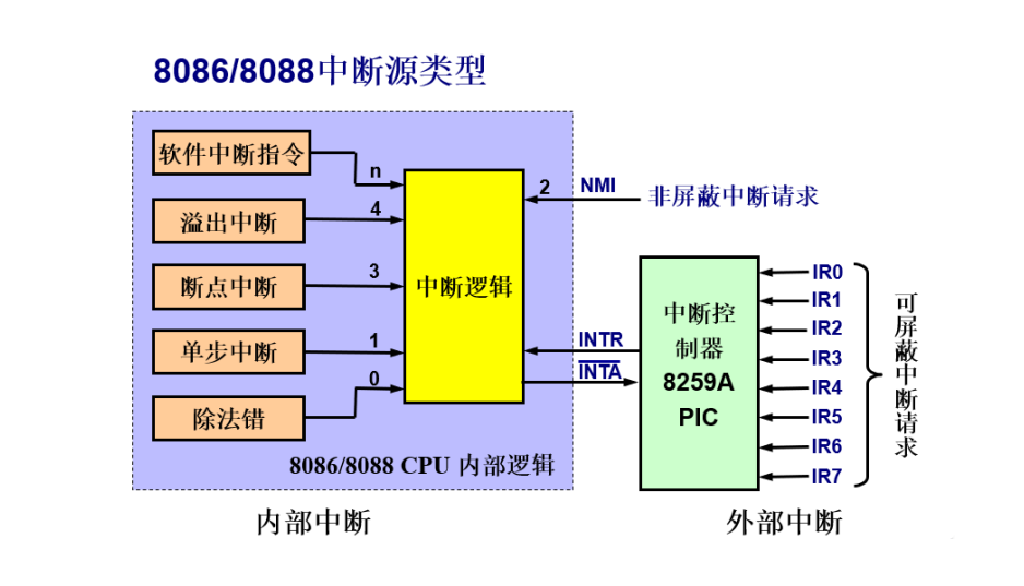 8086/8088中断源类型
软件中断指令
n
溢出中断
4
断点中断
3
单步中断
1
除法错
0
中断逻辑
8086/8088 CPU 内部逻辑
2
NMI
非屏蔽中断请求
INTR
INTA
中断控
制器
8259A
PIC
IR0
IR1
IR2
IR3
IR4
IR5
IR6
IR7
可屏蔽中断请求
内部中断
外部中断